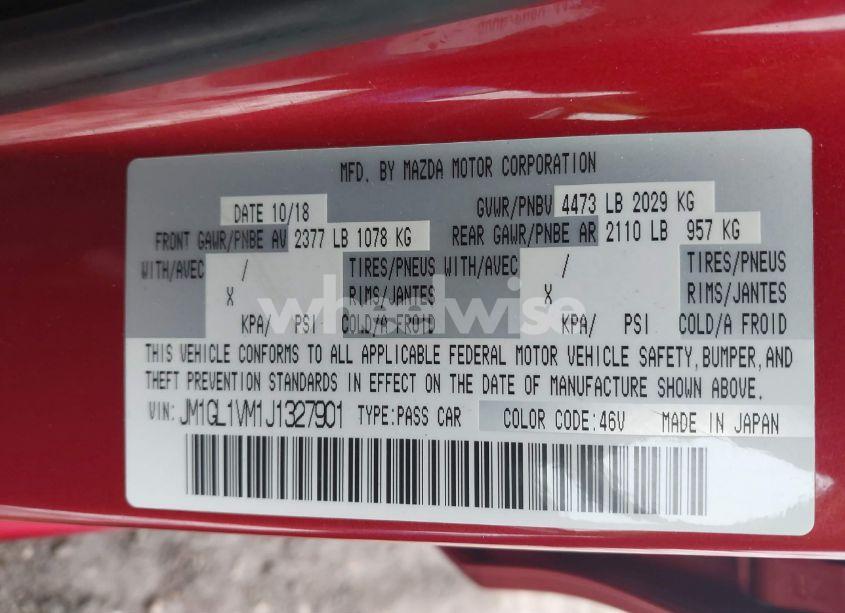 MFD. BY MAZDA MOTOR CORPORATION
DATE 10/18 GVWR/PNBV 4473 LB 2029 KG
FRONT GAWR/PNBE AV 2377 LB 1078 KG REAR GAWR/PNBE AR 2110 LB 957 KG
WITH/AVEC / TIRES/PNEUS WITH/AVEC / TIRES/PNEUS
X RIMS/JANTES X RIMS/JANTES
KPA/ PSI COLD/A FROID KPA/ PSI COLD/A FROID
wheelwise
THIS VEHICLE CONFORMS TO ALL APPLICABLE FEDERAL MOTOR VEHICLE SAFETY, BUMPER, AND
THEFT PREVENTION STANDARDS IN EFFECT ON THE DATE OF MANUFACTURE SHOWN ABOVE.
VIN: JM1GL1VM1J1327901 TYPE:PASS CAR COLOR CODE:46V MADE IN JAPAN